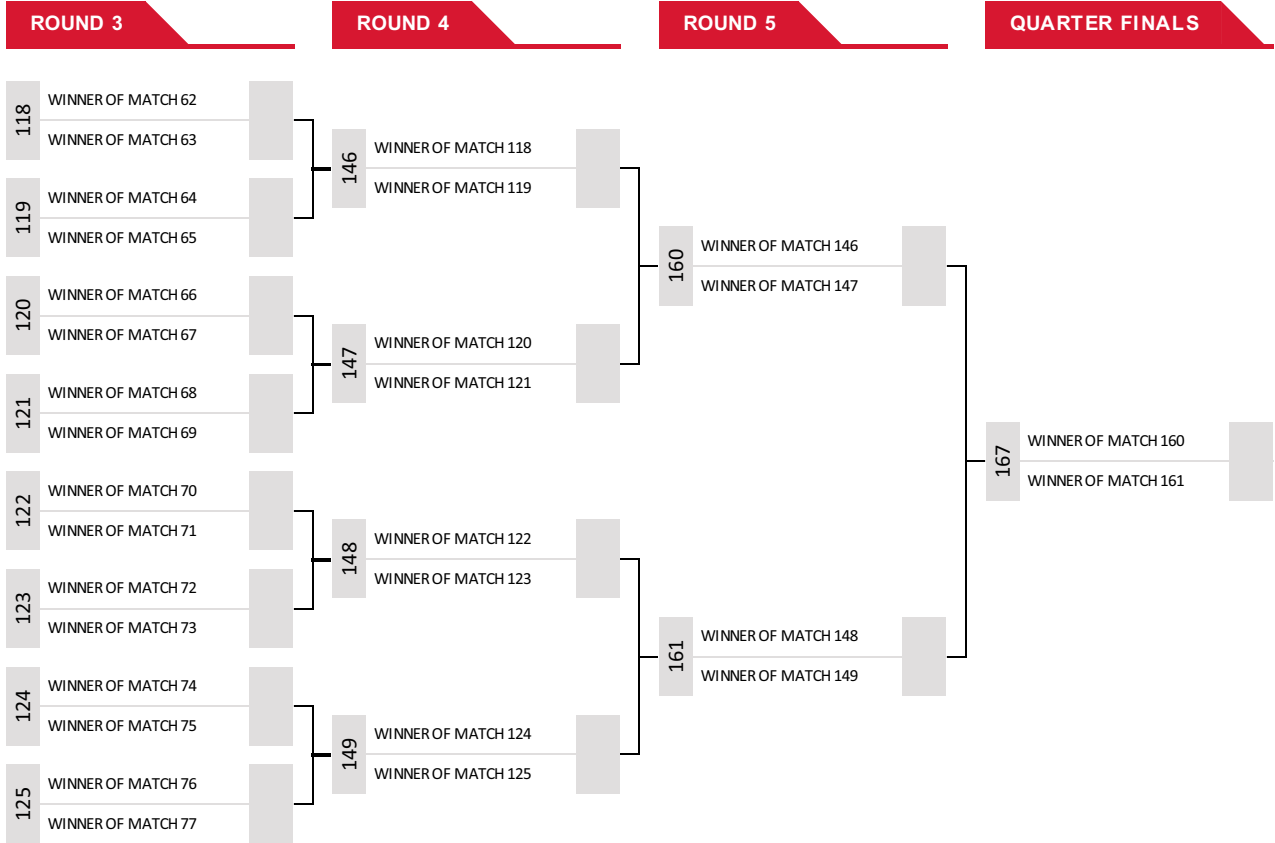 ROUND 3
ROUND 4
ROUND 5
QUARTER FINALS
118
WINNER OF MATCH 62
WINNER OF MATCH 63
119
WINNER OF MATCH 64
WINNER OF MATCH 65
120
WINNER OF MATCH 66
WINNER OF MATCH 67
121
WINNER OF MATCH 68
WINNER OF MATCH 69
122
WINNER OF MATCH 70
WINNER OF MATCH 71
123
WINNER OF MATCH 72
WINNER OF MATCH 73
124
WINNER OF MATCH 74
WINNER OF MATCH 75
125
WINNER OF MATCH 76
WINNER OF MATCH 77
146
WINNER OF MATCH 118
WINNER OF MATCH 119
147
WINNER OF MATCH 120
WINNER OF MATCH 121
148
WINNER OF MATCH 122
WINNER OF MATCH 123
149
WINNER OF MATCH 124
WINNER OF MATCH 125
160
WINNER OF MATCH 146
WINNER OF MATCH 147
161
WINNER OF MATCH 148
WINNER OF MATCH 149
167
WINNER OF MATCH 160
WINNER OF MATCH 161